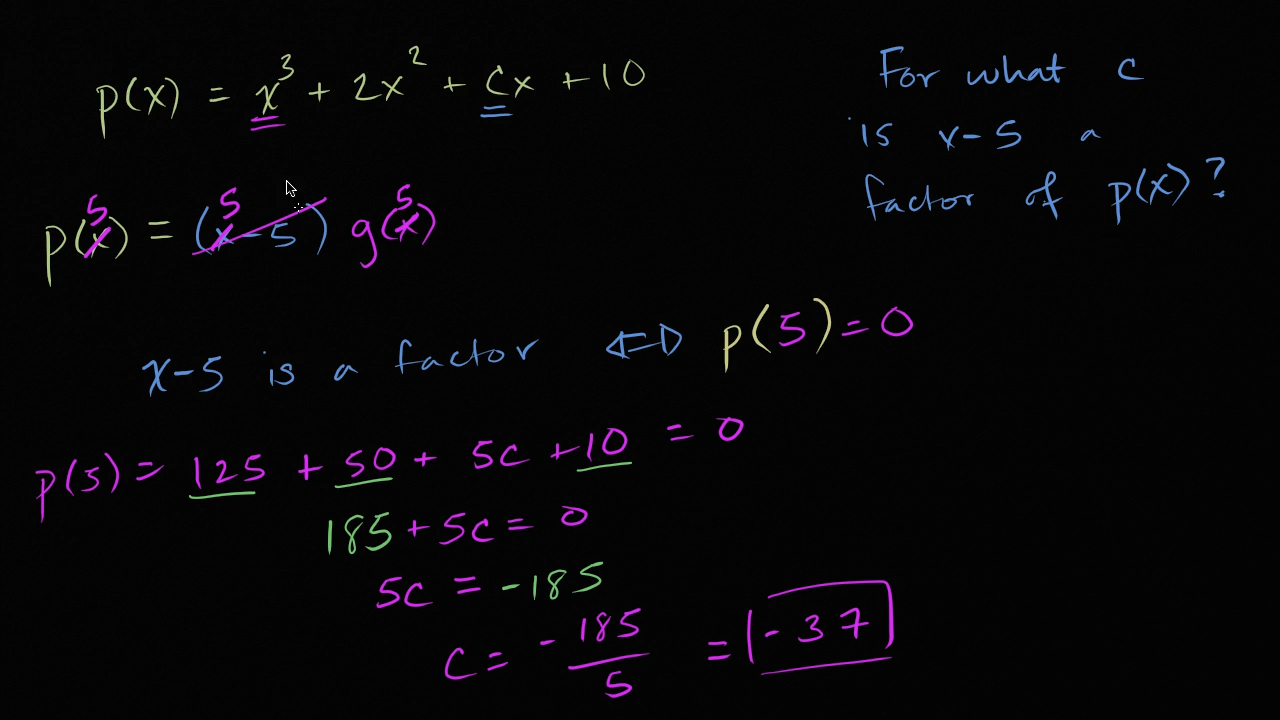 p(x) = x³ + 2x² + cx + 10
For what c
is x-5 a
factor of p(x)?
5 5 5
p(x) = (x-5) g(x)
x-5 is a factor ⇔ p(5)=0
p(5) = 125 + 50 + 5c + 10 = 0
185 + 5c = 0
5c = -185
c = - 185/5 = -37